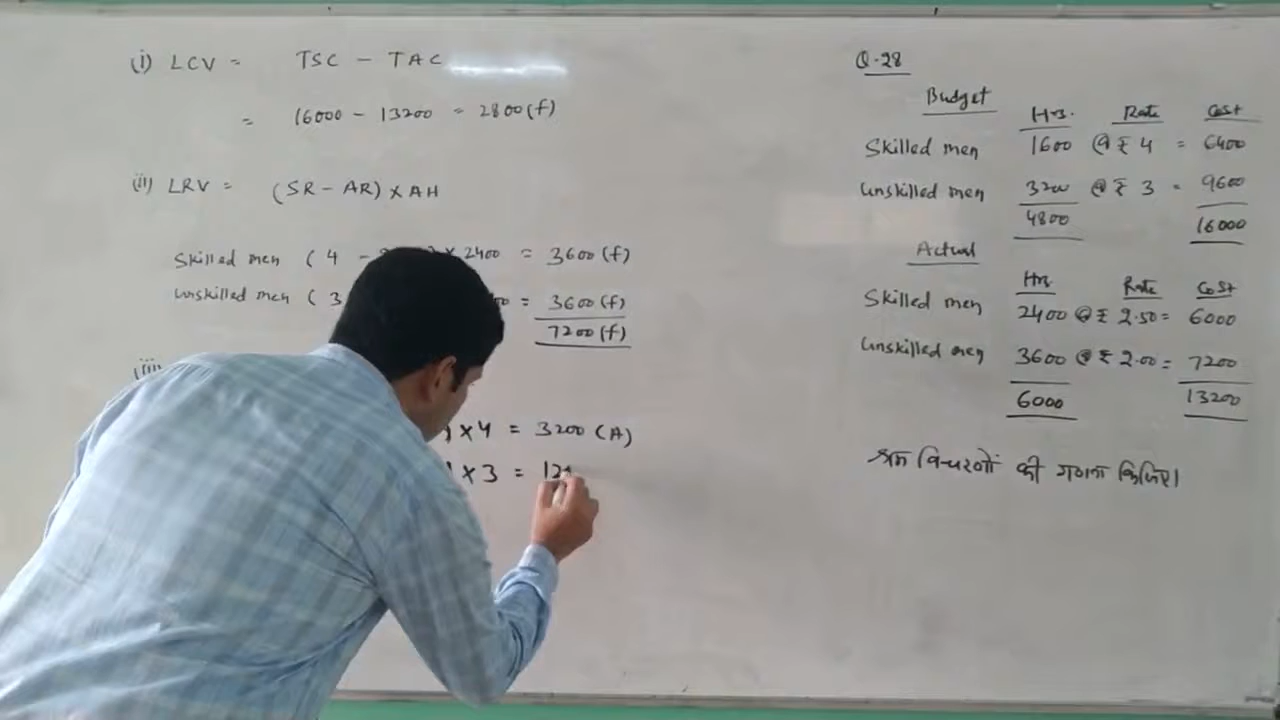 (i) LCV = TSC - TAC
= 16000 - 13200 = 2800 (f)
(ii) LRV = (SR - AR) × AH
Skilled men ( 4 - × 2400 = 3600 (f)
Unskilled men ( 3 = 3600 (f)
7200 (f)
(iii)
) × 4 = 3200 (A)
× 3 = 12
Q.28
Budget
Hrs. Rate Cost
Skilled men 1600 @ ₹ 4 = 6400
Unskilled men 3200 @ ₹ 3 = 9600
4800 16000
Actual
Hrs. Rate Cost
Skilled men 2400 @ ₹ 2.50 = 6000
Unskilled men 3600 @ ₹ 2.00 = 7200
6000 13200
श्रम विचरणों की गणना किजिए।